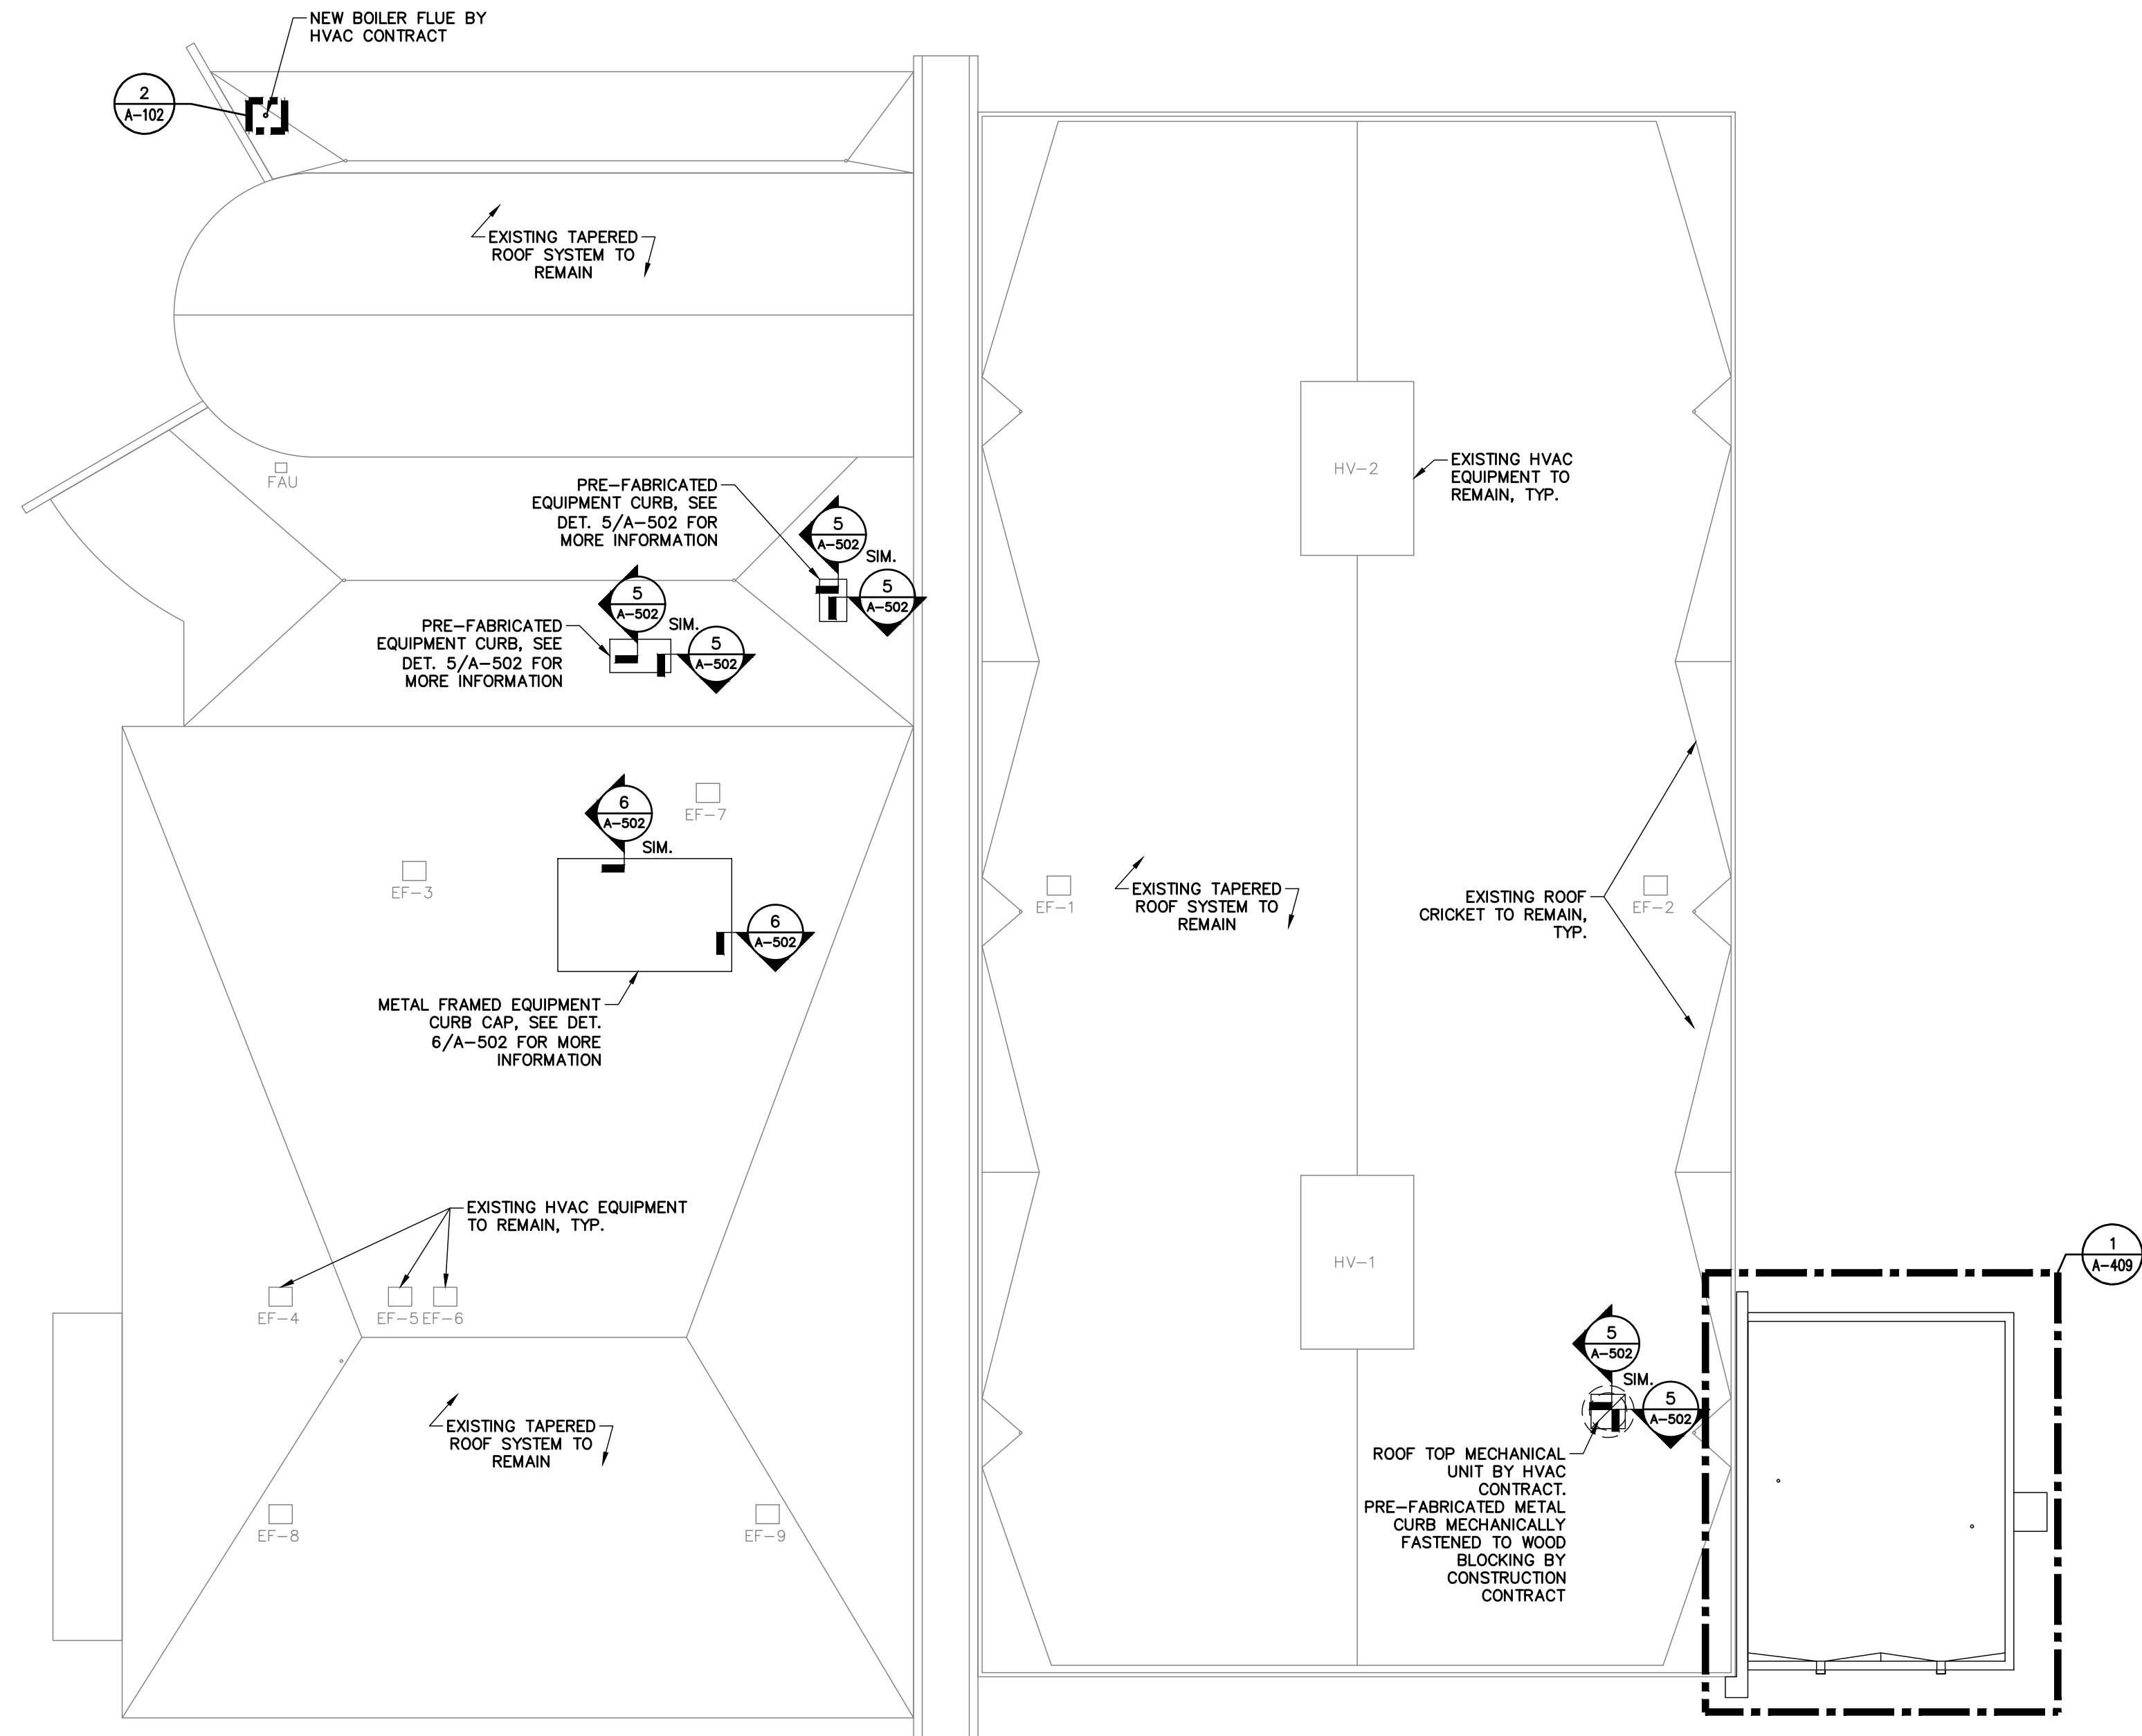 NEW BOILER FLUE BY
HVAC CONTRACT
2
A-102
EXISTING TAPERED
ROOF SYSTEM TO
REMAIN
FAU
PRE-FABRICATED
EQUIPMENT CURB, SEE
DET. 5/A-502 FOR
MORE INFORMATION
5
A-502
SIM.
5
A-502
PRE-FABRICATED
EQUIPMENT CURB, SEE
DET. 5/A-502 FOR
MORE INFORMATION
5
A-502
SIM.
5
A-502
HV-2
EXISTING HVAC
EQUIPMENT TO
REMAIN, TYP.
EF-7
6
A-502
SIM.
EF-3
6
A-502
METAL FRAMED EQUIPMENT
CURB CAP, SEE DET.
6/A-502 FOR MORE
INFORMATION
EF-1
EXISTING TAPERED
ROOF SYSTEM TO
REMAIN
EXISTING ROOF
CRICKET TO REMAIN,
TYP.
EF-2
EXISTING HVAC EQUIPMENT
TO REMAIN, TYP.
EF-4
EF-5
EF-6
HV-1
1
A-409
5
A-502
SIM.
5
A-502
EXISTING TAPERED
ROOF SYSTEM TO
REMAIN
ROOF TOP MECHANICAL
UNIT BY HVAC
CONTRACT.
PRE-FABRICATED METAL
CURB MECHANICALLY
FASTENED TO WOOD
BLOCKING BY
CONSTRUCTION
CONTRACT
EF-8
EF-9